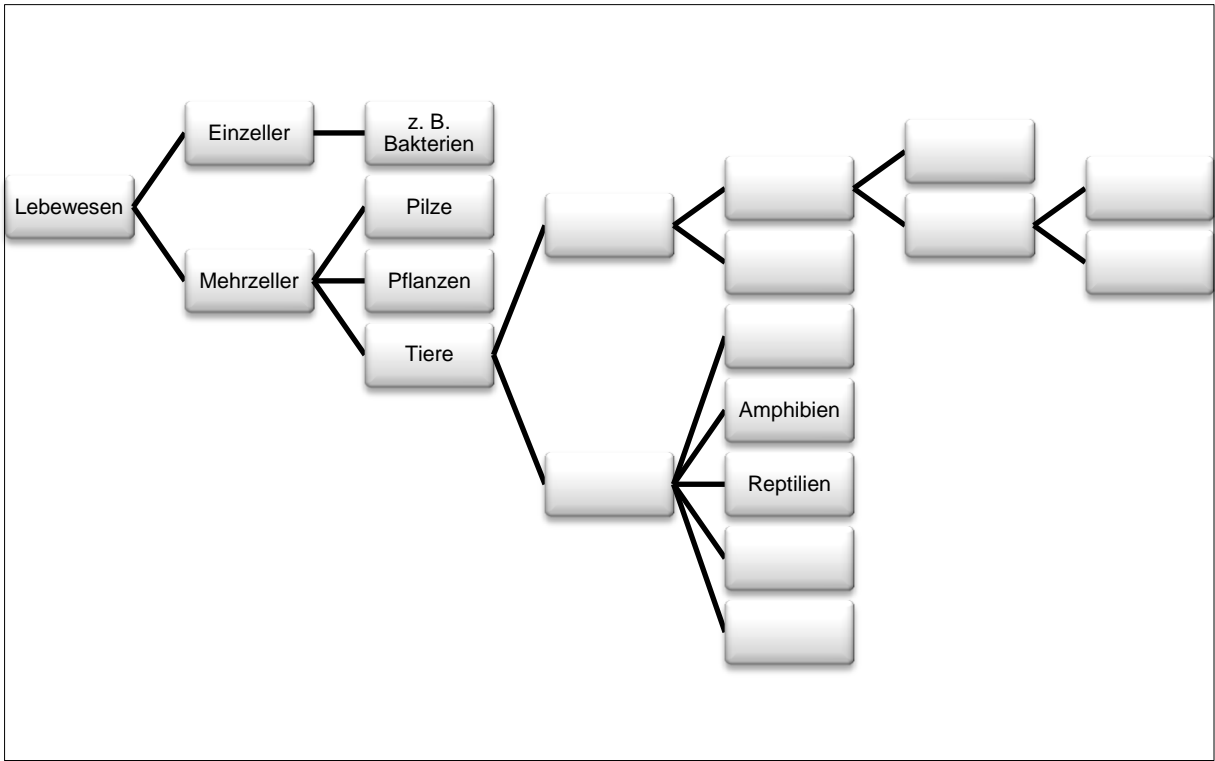 Lebewesen
Einzeller
z. B.
Bakterien
Mehrzeller
Pilze
Pflanzen
Tiere
Amphibien
Reptilien